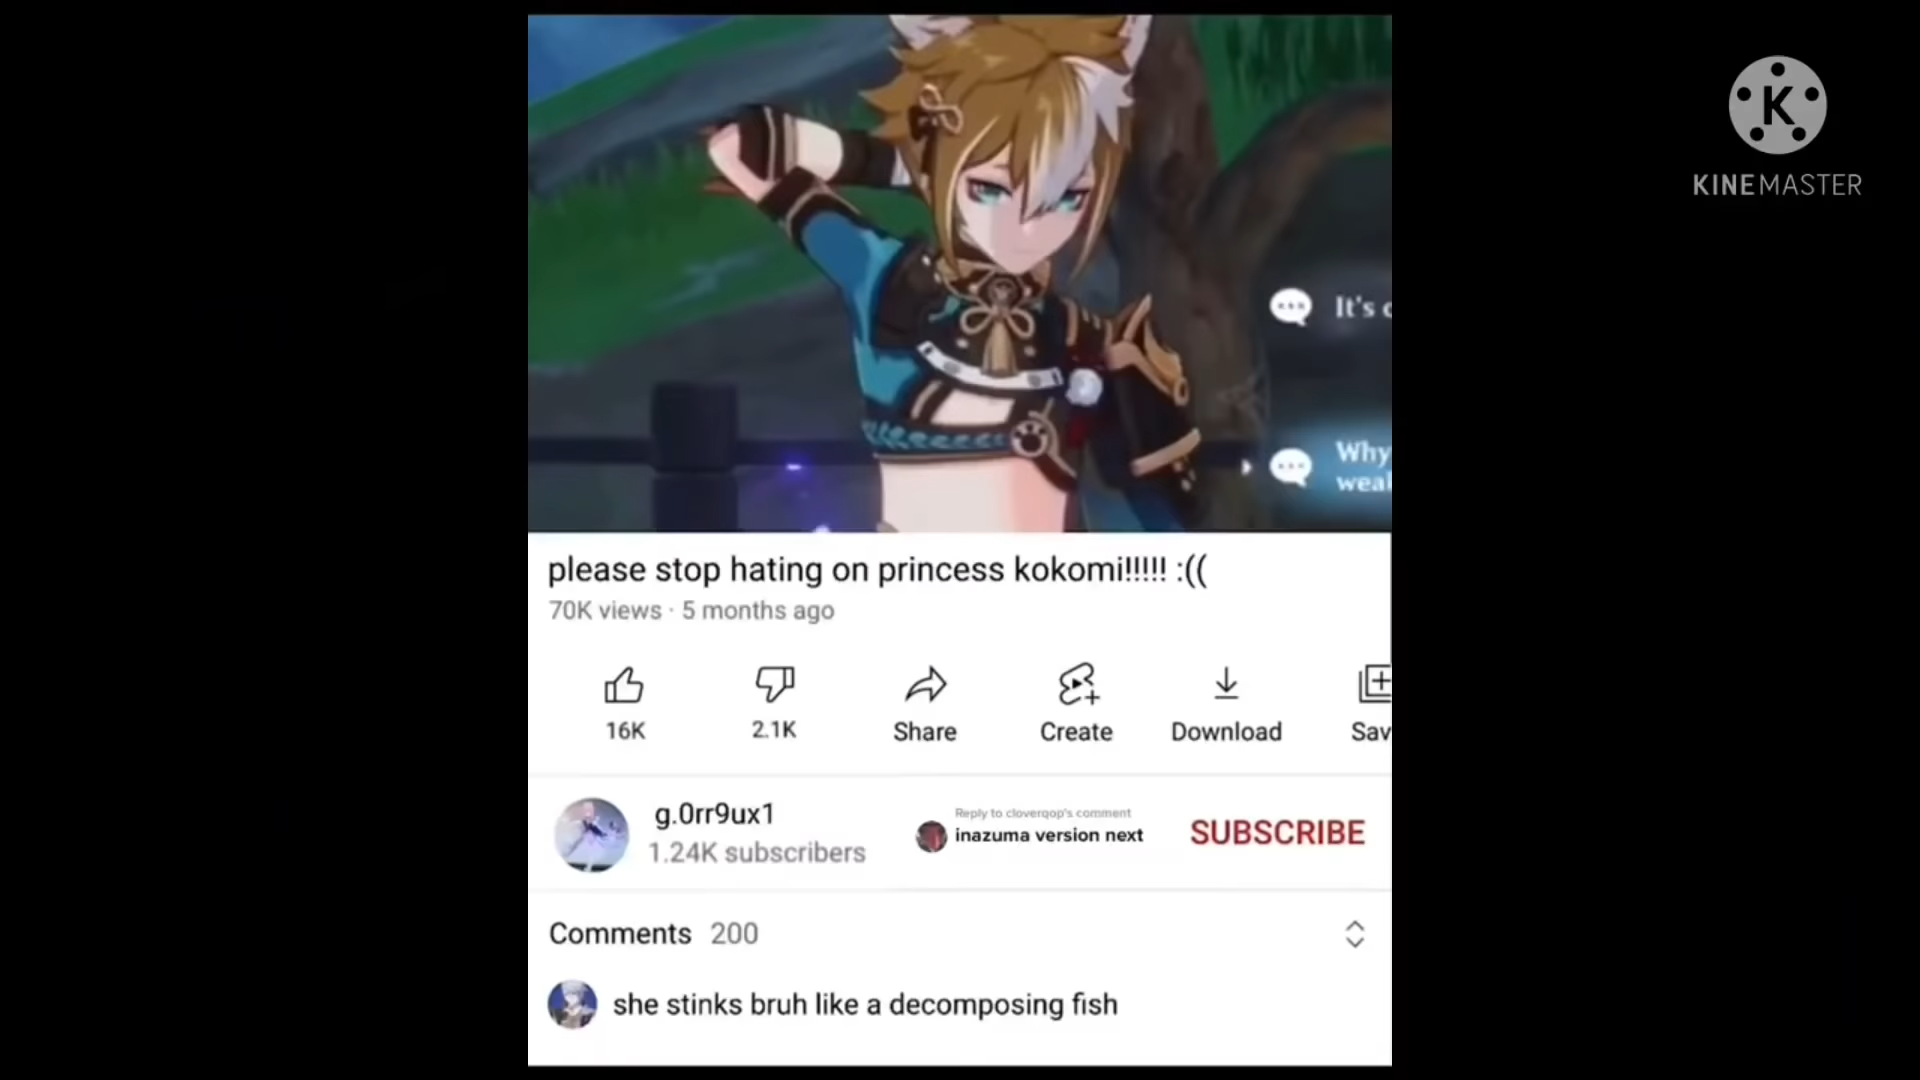 KINEMASTER
It's
Why
please stop hating on princess kokomi!!!!! :((
70K views · 5 months ago
16K
2.1K
Share
Create
Download
Sav
g.0rr9ux1
1.24K subscribers
Reply to cloverqop's comment
inazuma version next
SUBSCRIBE
Comments 200
she stinks bruh like a decomposing fish